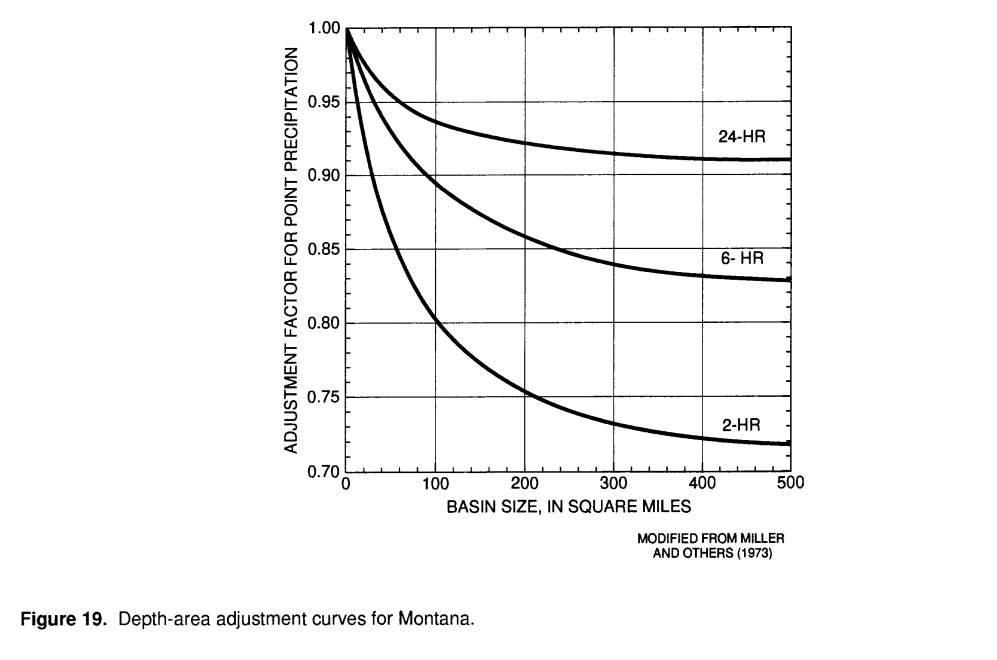 1.00
0.95
0.90
0.85
0.80
0.75
0.70
ADJUSTMENT FACTOR FOR POINT PRECIPITATION
24-HR
6- HR
2-HR
0 100 200 300 400 500
BASIN SIZE, IN SQUARE MILES
MODIFIED FROM MILLER
AND OTHERS (1973)
Figure 19. Depth-area adjustment curves for Montana.